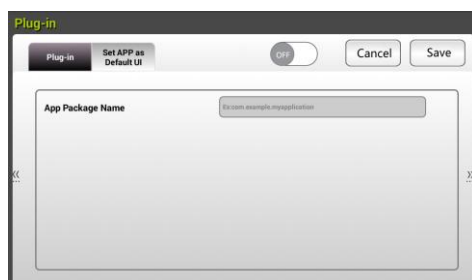 Plug-in
Plug-in
Set APP as
Default UI
OFF
Cancel
Save
App Package Name
Ex:com.example.myapplication
«
»